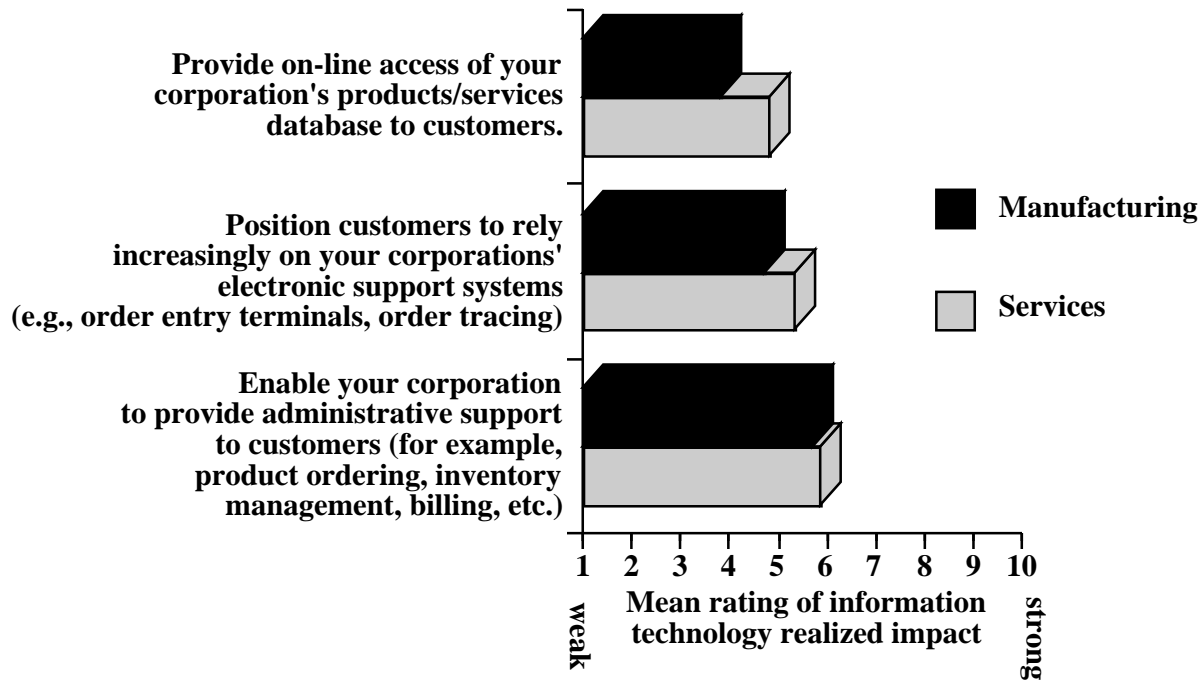 Provide on-line access of your
corporation's products/services
database to customers.
Position customers to rely
increasingly on your corporations'
electronic support systems
(e.g., order entry terminals, order tracing)
Enable your corporation
to provide administrative support
to customers (for example,
product ordering, inventory
management, billing, etc.)
Manufacturing
Services
1 2 3 4 5 6 7 8 9 10
weak
Mean rating of information
technology realized impact
strong